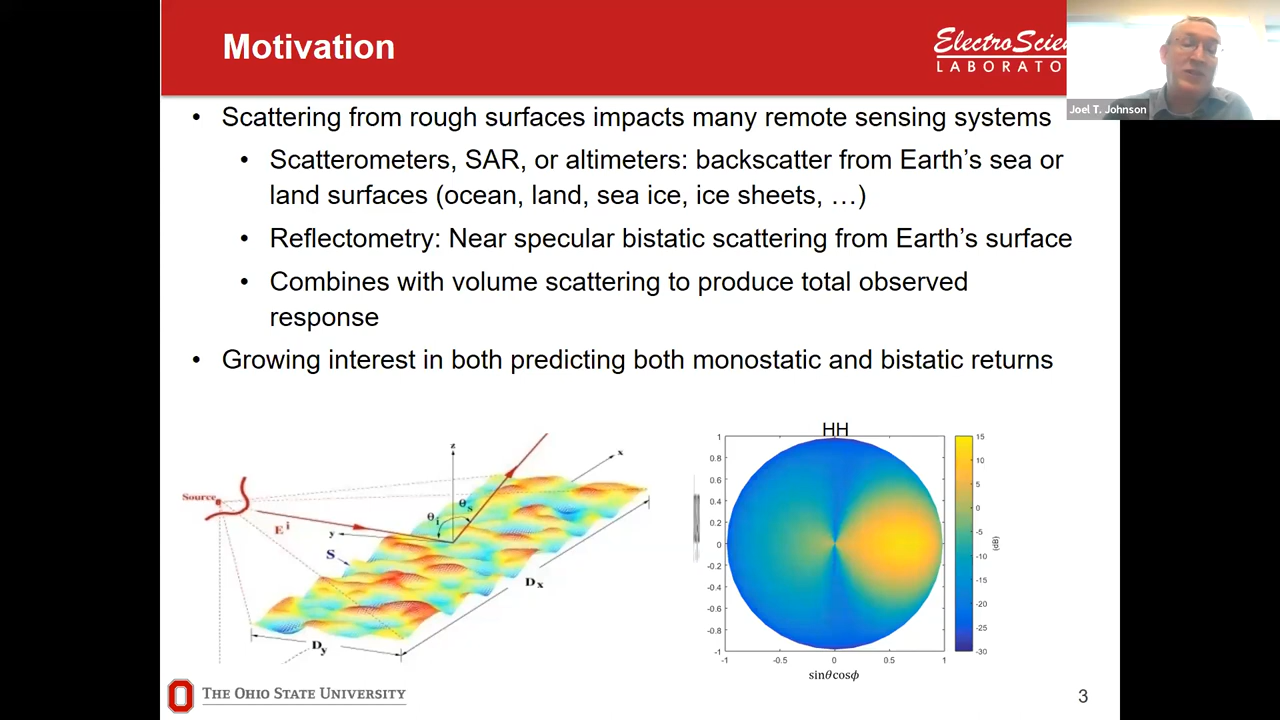 Motivation
ElectroScien
LABORATO
Joel T. Johnson
• Scattering from rough surfaces impacts many remote sensing systems
• Scatterometers, SAR, or altimeters: backscatter from Earth’s sea or
land surfaces (ocean, land, sea ice, ice sheets, …)
• Reflectometry: Near specular bistatic scattering from Earth’s surface
• Combines with volume scattering to produce total observed
response
• Growing interest in both predicting both monostatic and bistatic returns
Source
E i
θi
θs
z
x
y
S
Dx
Dy
HH
1
0.8
0.6
0.4
0.2
0
-0.2
-0.4
-0.6
-0.8
-1
-1 -0.5 0 0.5 1
sinθcosϕ
15
10
5
0
-5
-10
-15
-20
-25
-30
(dB)
THE OHIO STATE UNIVERSITY
3